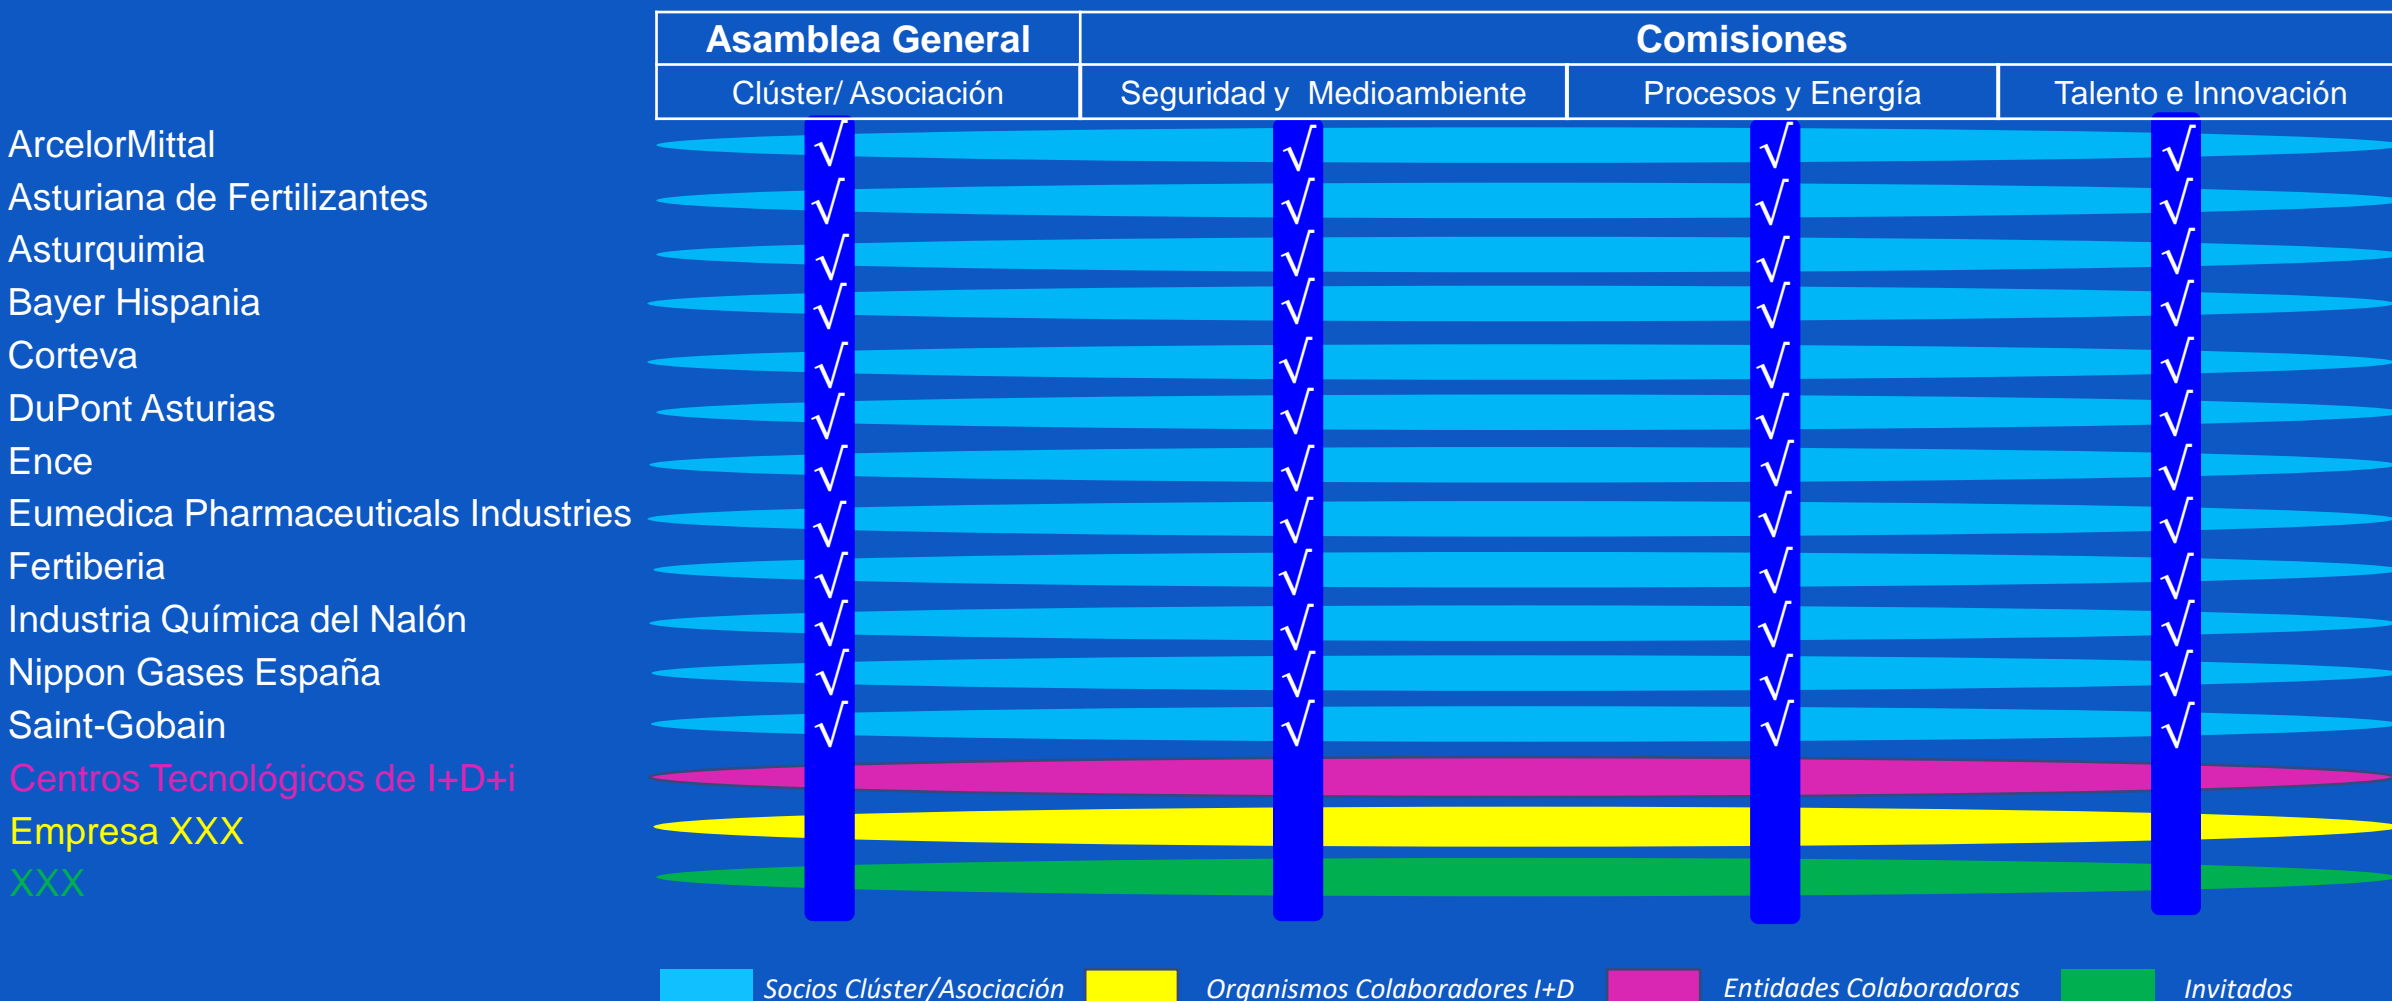 Asamblea General Comisiones
Clúster/ Asociación Seguridad y Medioambiente Procesos y Energía Talento e Innovación
ArcelorMittal √ √ √ √
Asturiana de Fertilizantes √ √ √ √
Asturquimia √ √ √ √
Bayer Hispania √ √ √ √
Corteva √ √ √ √
DuPont Asturias √ √ √ √
Ence √ √ √ √
Eumedica Pharmaceuticals Industries √ √ √ √
Fertiberia √ √ √ √
Industria Química del Nalón √ √ √ √
Nippon Gases España √ √ √ √
Saint-Gobain √ √ √ √
Centros Tecnológicos de I+D+i
Empresa XXX
XXX
Socios Clúster/Asociación Organismos Colaboradores I+D Entidades Colaboradoras Invitados